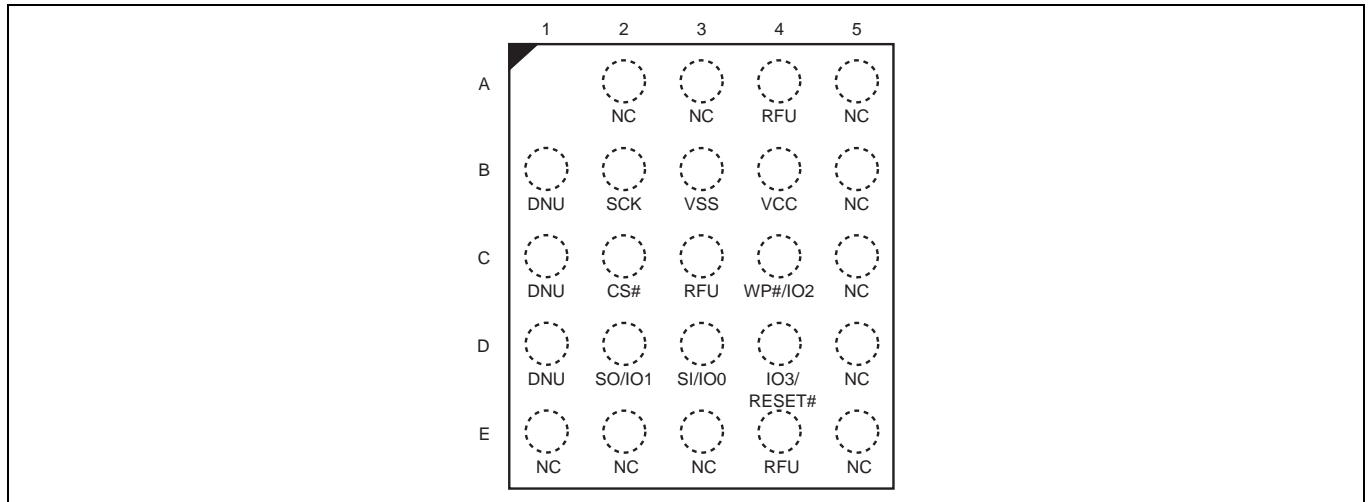 1 2 3 4 5
A
NC NC RFU NC
B
DNU SCK VSS VCC NC
C
DNU CS# RFU WP#/IO2 NC
D
DNU SO/IO1 SI/IO0 IO3/ NC
RESET#
E
NC NC NC RFU NC